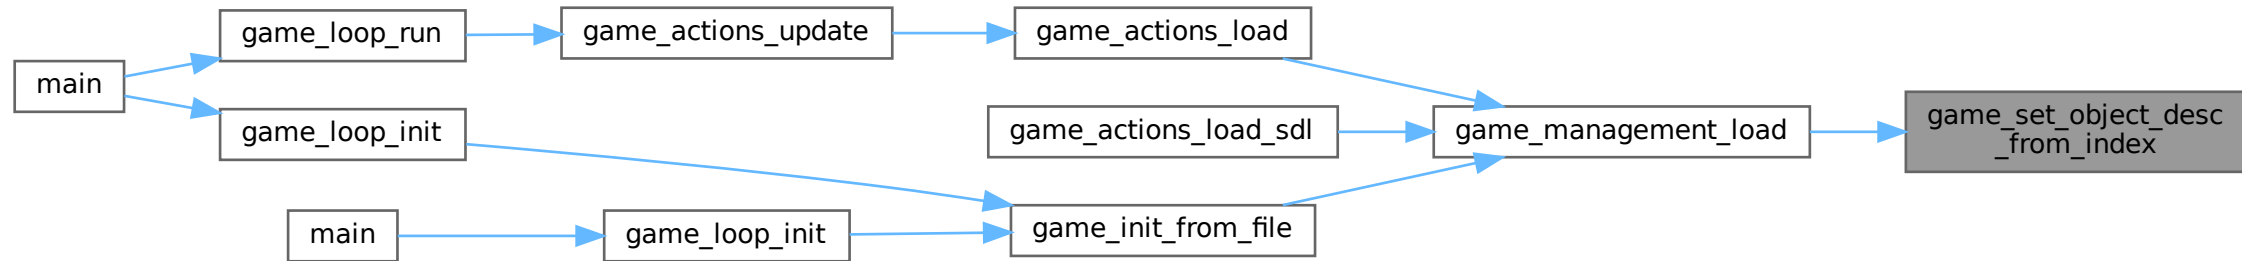 main
game_loop_run
game_actions_update
game_actions_load
game_loop_init
game_actions_load_sdl
game_management_load
game_set_object_desc
_from_index
main
game_loop_init
game_init_from_file